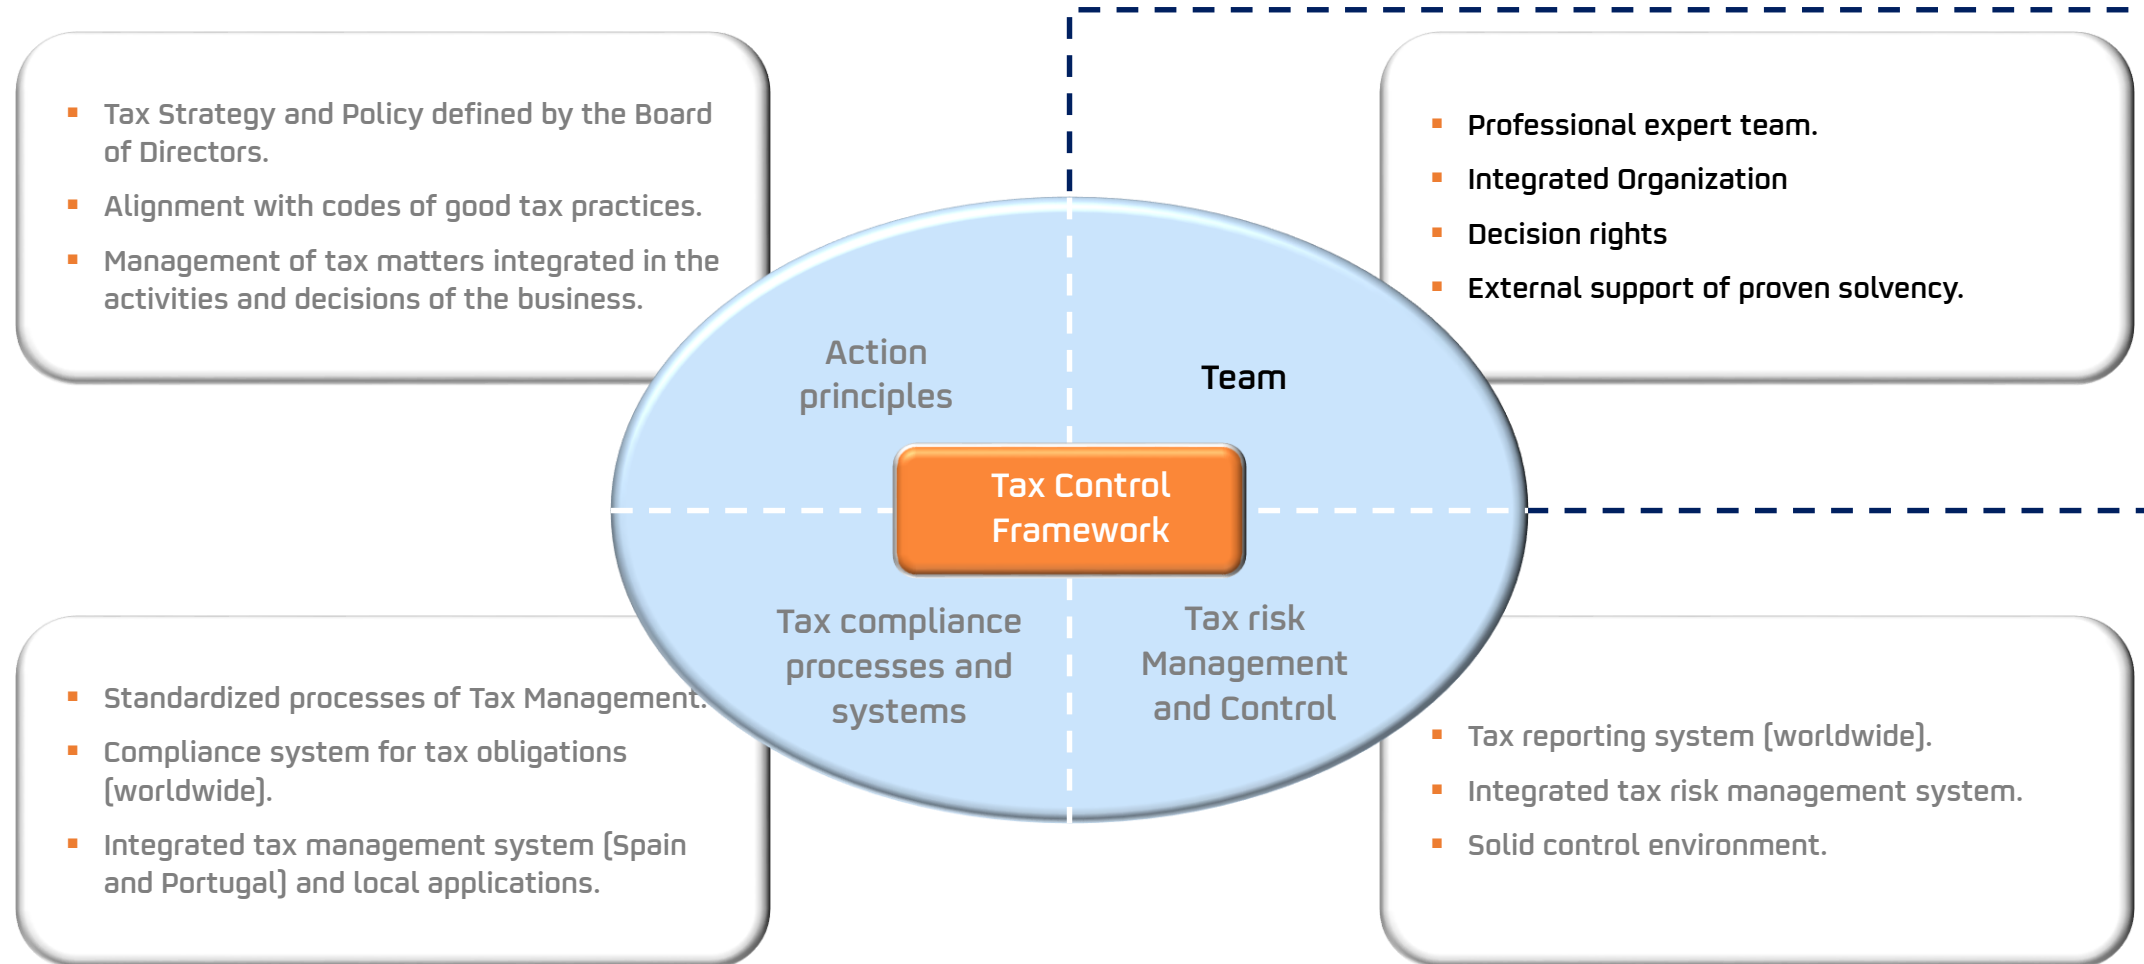 Tax Strategy and Policy defined by the Board
of Directors.
Alignment with codes of good tax practices.
Management of tax matters integrated in the
activities and decisions of the business.
Professional expert team.
Integrated Organization
Decision rights
External support of proven solvency.
Action
principles
Team
Tax Control
Framework
Tax compliance
processes and
systems
Tax risk
Management
and Control
Standardized processes of Tax Management.
Compliance system for tax obligations
(worldwide).
Integrated tax management system (Spain
and Portugal) and local applications.
Tax reporting system (worldwide).
Integrated tax risk management system.
Solid control environment.